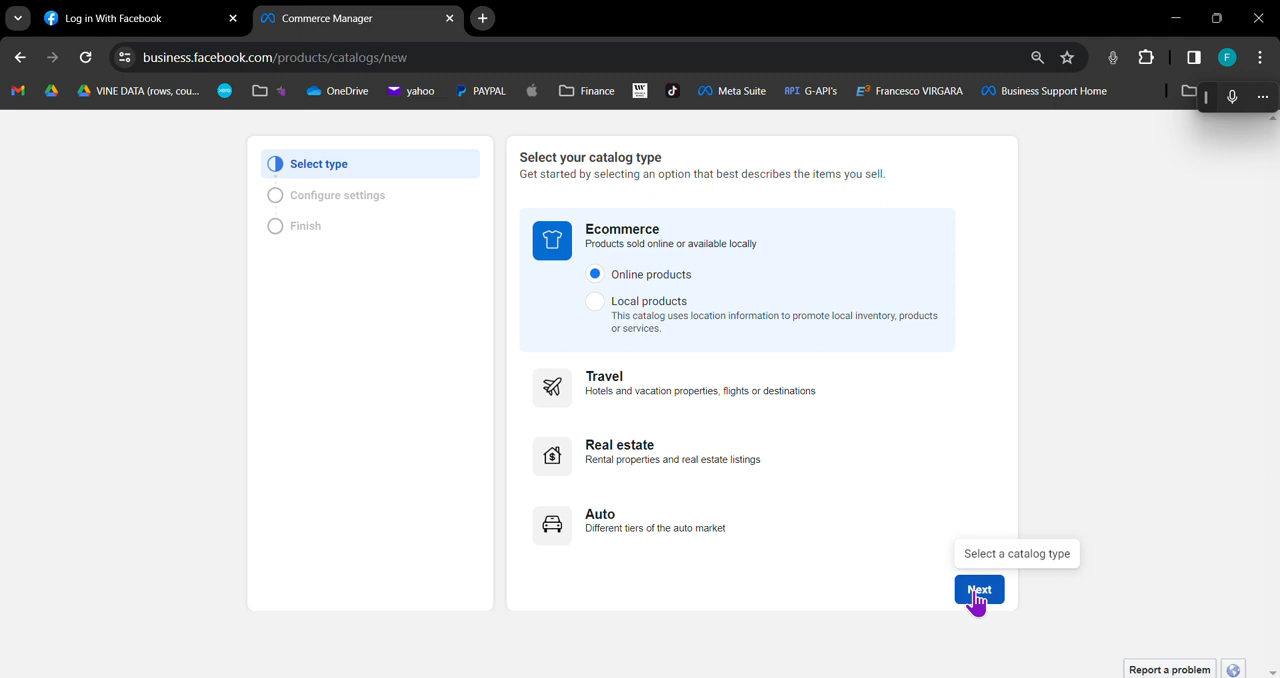 Log in With Facebook
Commerce Manager
business.facebook.com/products/catalogs/new
VINE DATA (rows, cou...
xero
OneDrive
yahoo
PAYPAL
Finance
Meta Suite
API G-API's
E³ Francesco VIRGARA
Business Support Home
F
Select type
Configure settings
Finish
Select your catalog type
Get started by selecting an option that best describes the items you sell.
Ecommerce
Products sold online or available locally
Online products
Local products
This catalog uses location information to promote local inventory, products
or services.
Travel
Hotels and vacation properties, flights or destinations
Real estate
Rental properties and real estate listings
Auto
Different tiers of the auto market
Select a catalog type
Next
Report a problem